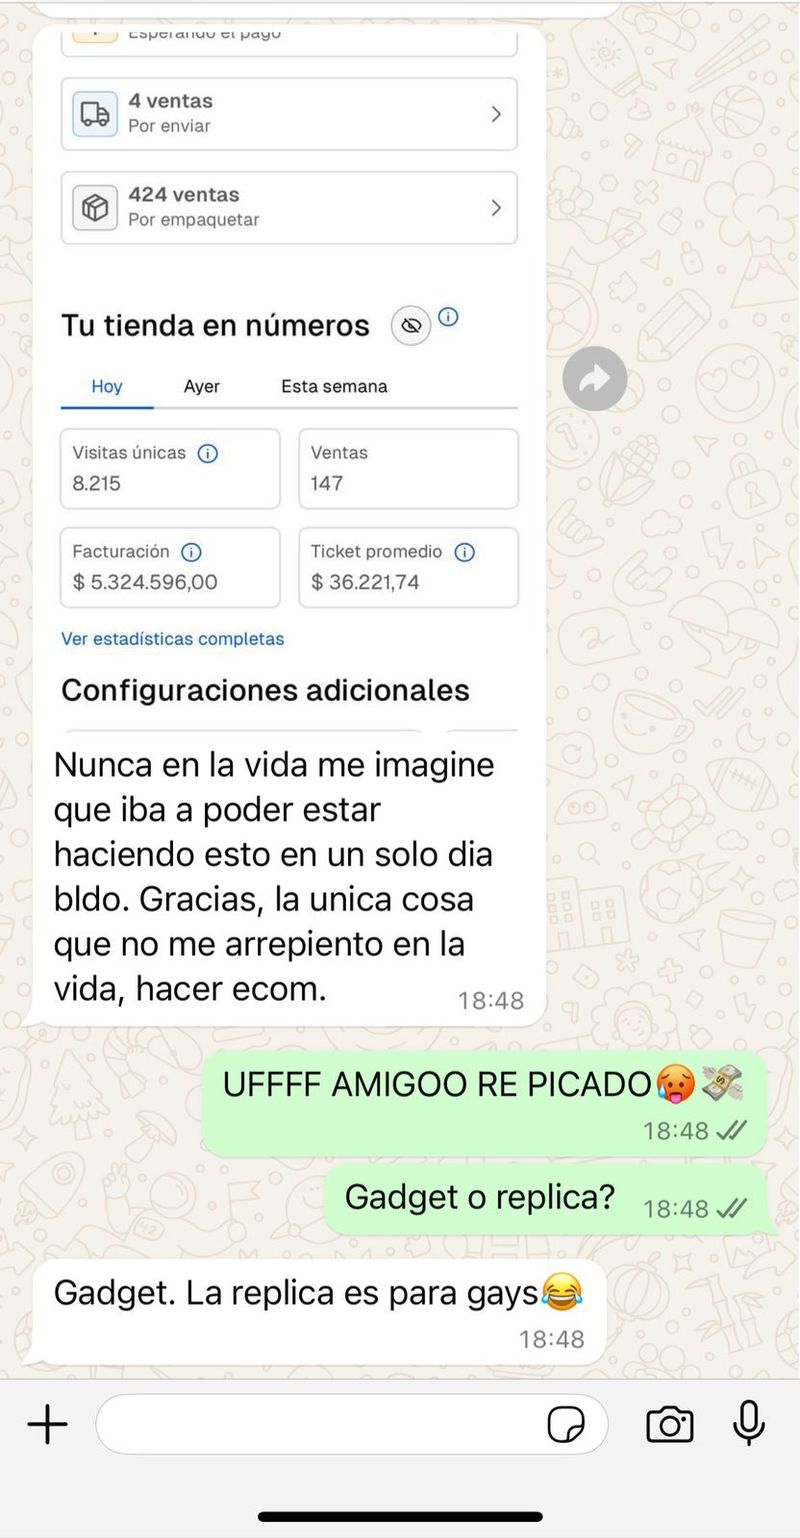 Esperando el pago
4 ventas
Por enviar
424 ventas
Por empaquetar
Tu tienda en números
Hoy Ayer Esta semana
Visitas únicas
8.215
Ventas
147
Facturación
$ 5.324.596,00
Ticket promedio
$ 36.221,74
Ver estadísticas completas
Configuraciones adicionales
Nunca en la vida me imagine
que iba a poder estar
haciendo esto en un solo dia
bldo. Gracias, la unica cosa
que no me arrepiento en la
vida, hacer ecom.
18:48
UFFFF AMIGOO RE PICADO🥵💸
18:48
Gadget o replica?
18:48
Gadget. La replica es para gays😂
18:48